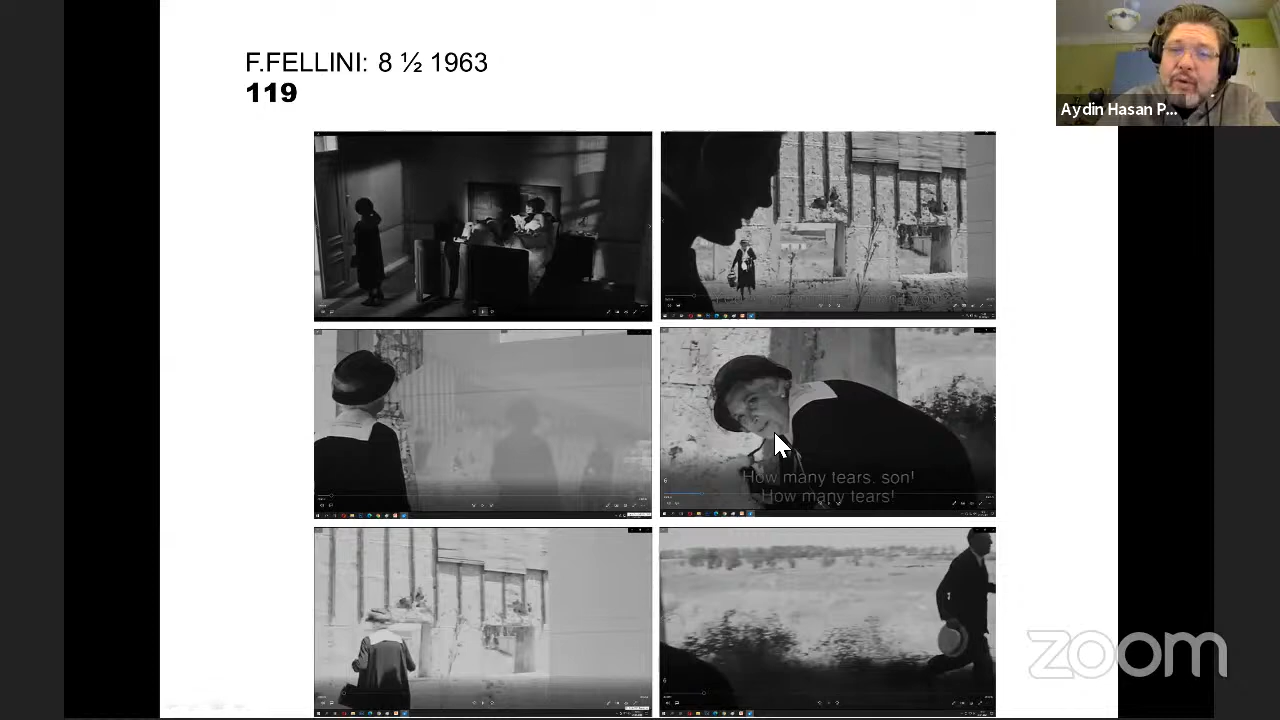 F.FELLINI: 8 ½ 1963
119
Aydin Hasan P...
How many tears. son!
How many tears!
zoom